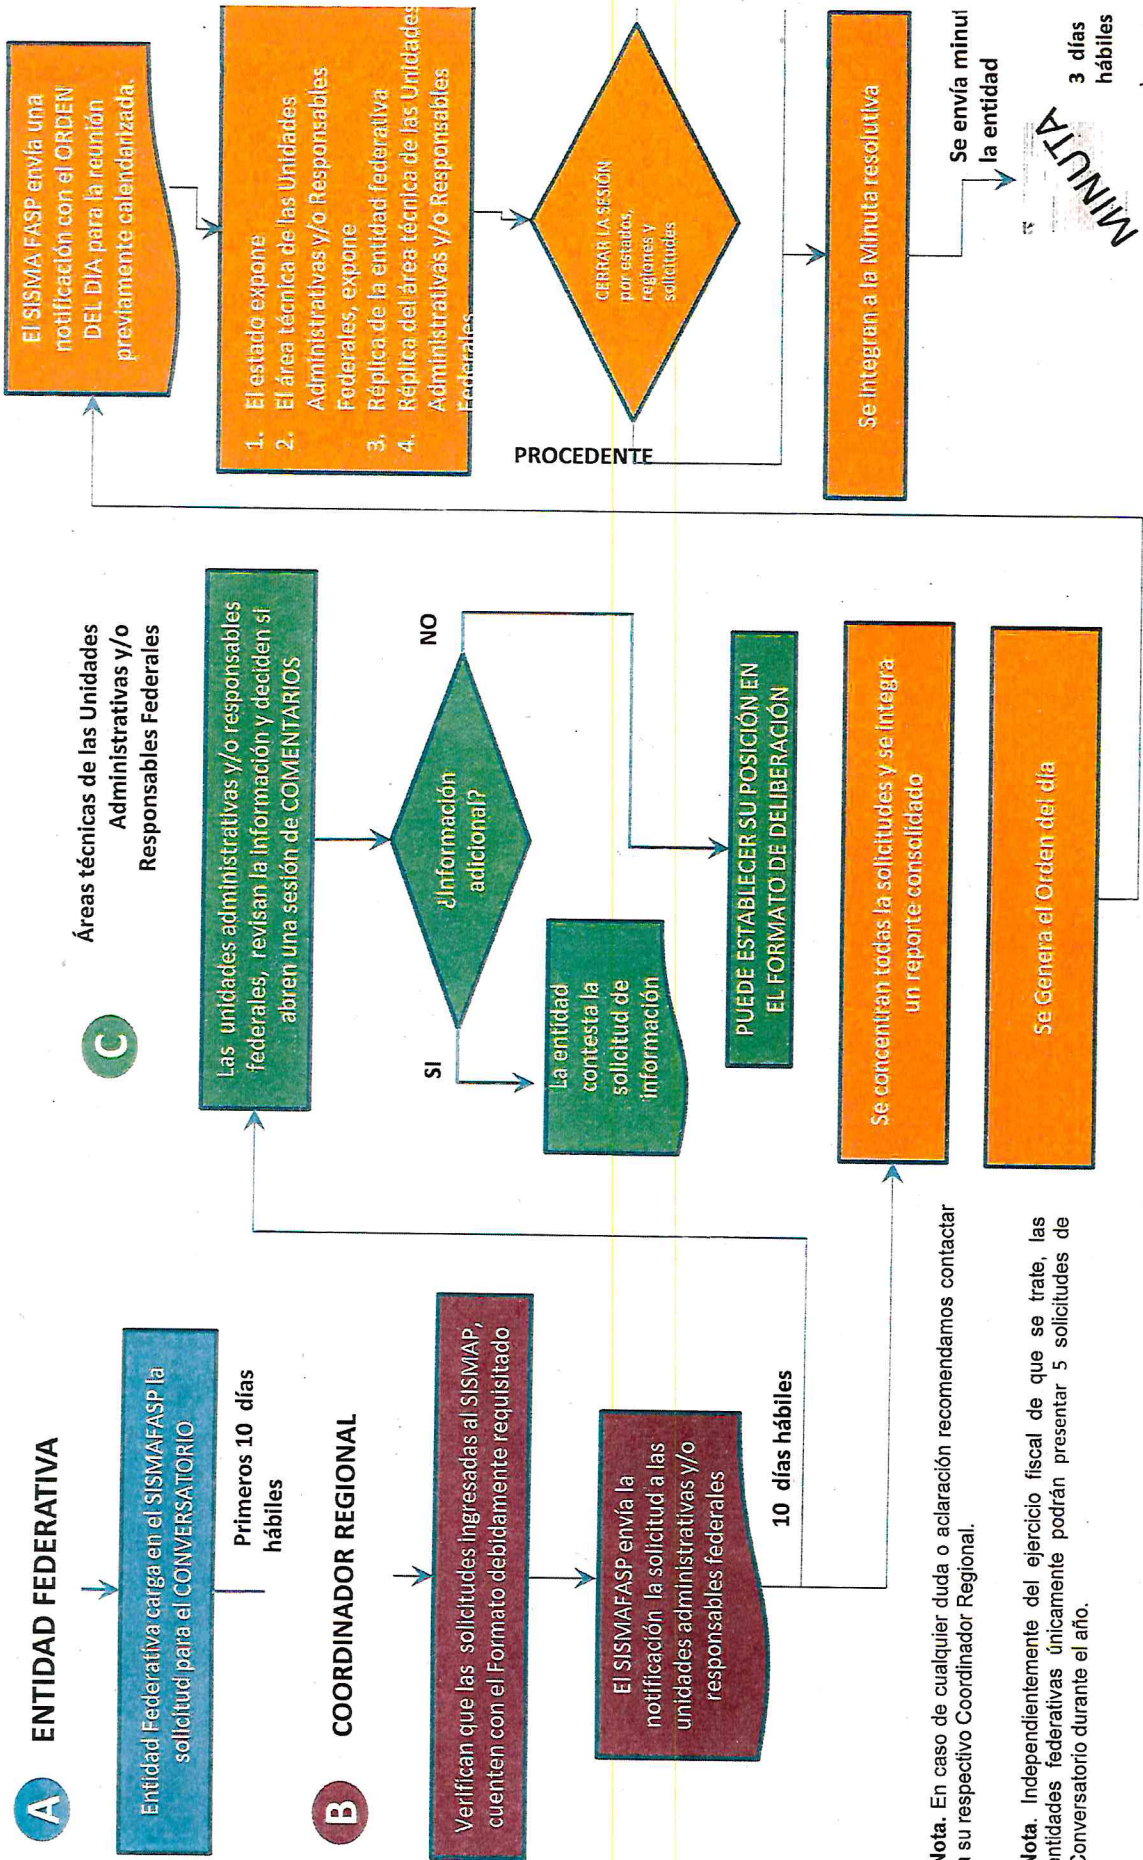 A ENTIDAD FEDERATIVA
Entidad Federativa carga en el SISMAFASP la
solicitud para el CONVERSATORIO
Primeros 10 días
hábiles
B COORDINADOR REGIONAL
Verifican que las solicitudes ingresadas al SISMAP,
cuenten con el Formato debidamente requisitado
El SISMAFASP envía la
notificación la solicitud a las
unidades administrativas y/o
responsables federales
10 días hábiles
Nota. En caso de cualquier duda o aclaración recomendamos contactar
a su respectivo Coordinador Regional.
Nota. Independientemente del ejercicio fiscal de que se trate, las
entidades federativas únicamente podrán presentar 5 solicitudes de
Conversatorio durante el año.
C
Áreas técnicas de las Unidades
Administrativas y/o
Responsables Federales
Las unidades administrativas y/o responsables
federales, revisan la información y deciden si
abren una sesión de COMENTARIOS
¿Información
adicional?
SI
NO
La entidad
contesta la
solicitud de
información
PUEDE ESTABLECER SU POSICIÓN EN
EL FORMATO DE DELIBERACIÓN
Se concentran todas la solicitudes y se integra
un reporte consolidado
Se Genera el Orden del día
El SISMA FASP envía una
notificación con el ORDEN
DEL DIA para la reunión
previamente calendarizada.
1. El estado expone
2. El área técnica de las Unidades
Administrativas y/o Responsables
Federales, expone
3. Réplica de la entidad federativa
4. Réplica del área técnica de las Unidades
Administrativas y/o Responsables
Federales
CERRAR LA SESIÓN
por estados,
regiones y
solicitudes
PROCEDENTE
Se integran a la Minuta resolutiva
Se envía minut
la entidad
MINUTA
3 días
hábiles